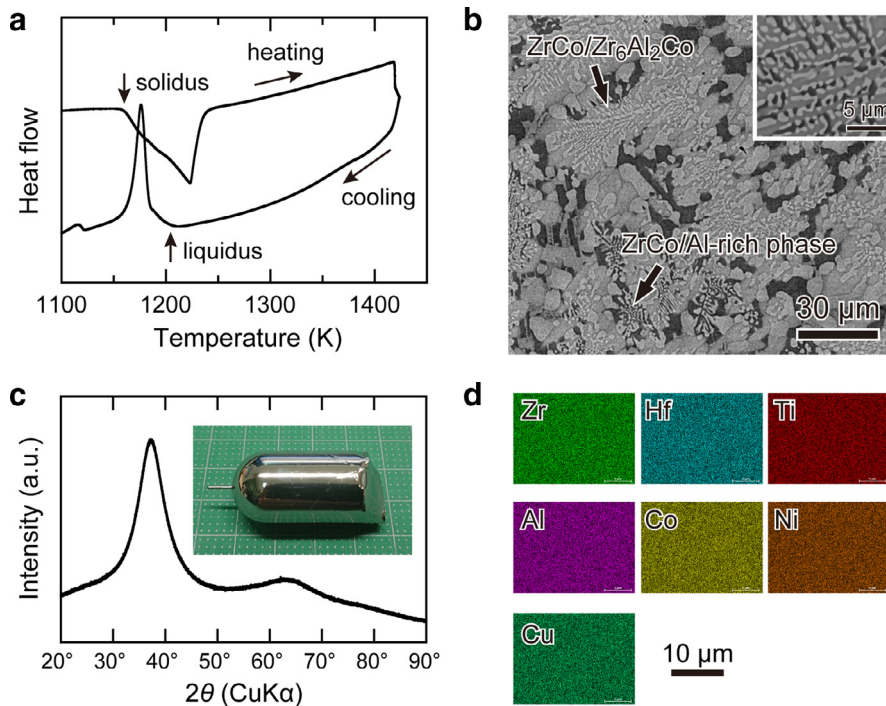 a
Heat flow
solidus
heating
cooling
liquidus
1100
1200
1300
1400
Temperature (K)
b
ZrCo/Zr₆Al₂Co
5 µm
ZrCo/Al-rich phase
30 µm
c
Intensity (a.u.)
20° 30° 40° 50° 60° 70° 80° 90°
2θ (CuKα)
d
Zr
Hf
Ti
Al
Co
Ni
Cu
10 µm